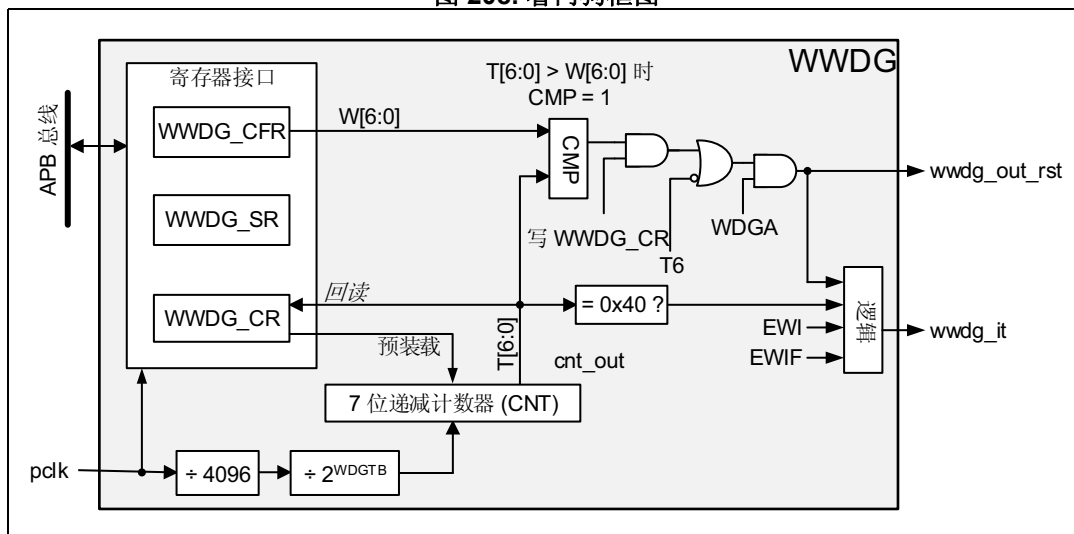 WWDG
寄存器接口
T[6:0] > W[6:0] 时
CMP = 1
APB 总线
WWDG_CFR
W[6:0]
CMP
wwdg_out_rst
WWDG_SR
写 WWDG_CR
WDGA
T6
回读
WWDG_CR
= 0x40 ?
逻辑
预装载
T[6:0]
cnt_out
EWI
wwdg_it
EWIF
7 位递减计数器 (CNT)
pclk
÷ 4096
÷ 2WDGTB